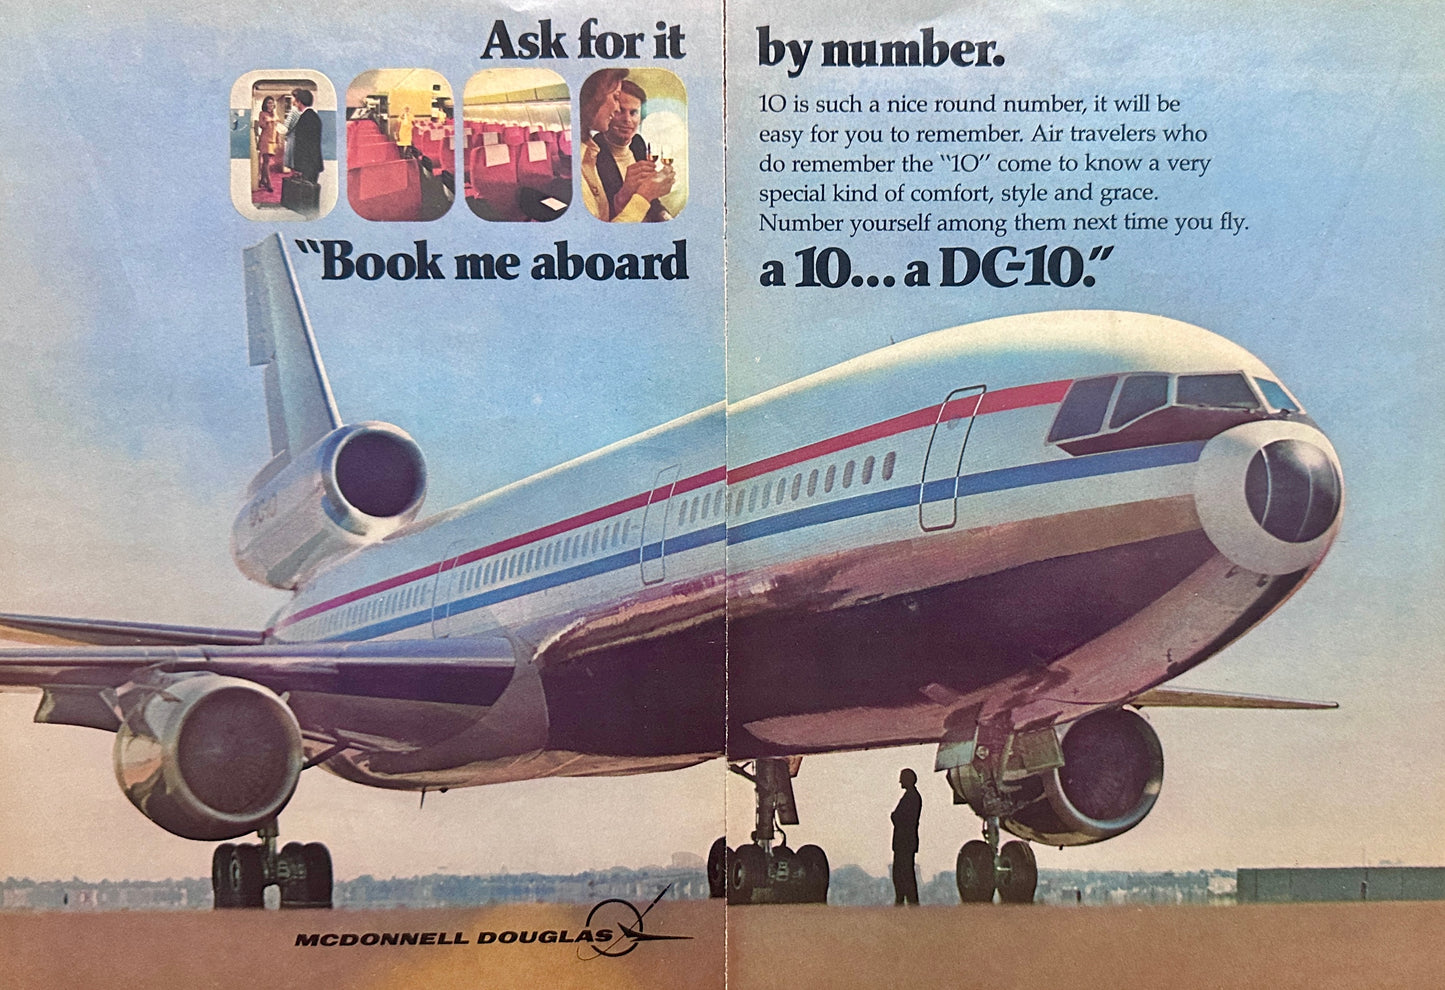 Ask for it by number.
10 is such a nice round number, it will be
easy for you to remember. Air travelers who
do remember the "10" come to know a very
special kind of comfort, style and grace.
Number yourself among them next time you fly.
"Book me aboard a 10... a DC-10."
DC-10
MCDONNELL DOUGLAS